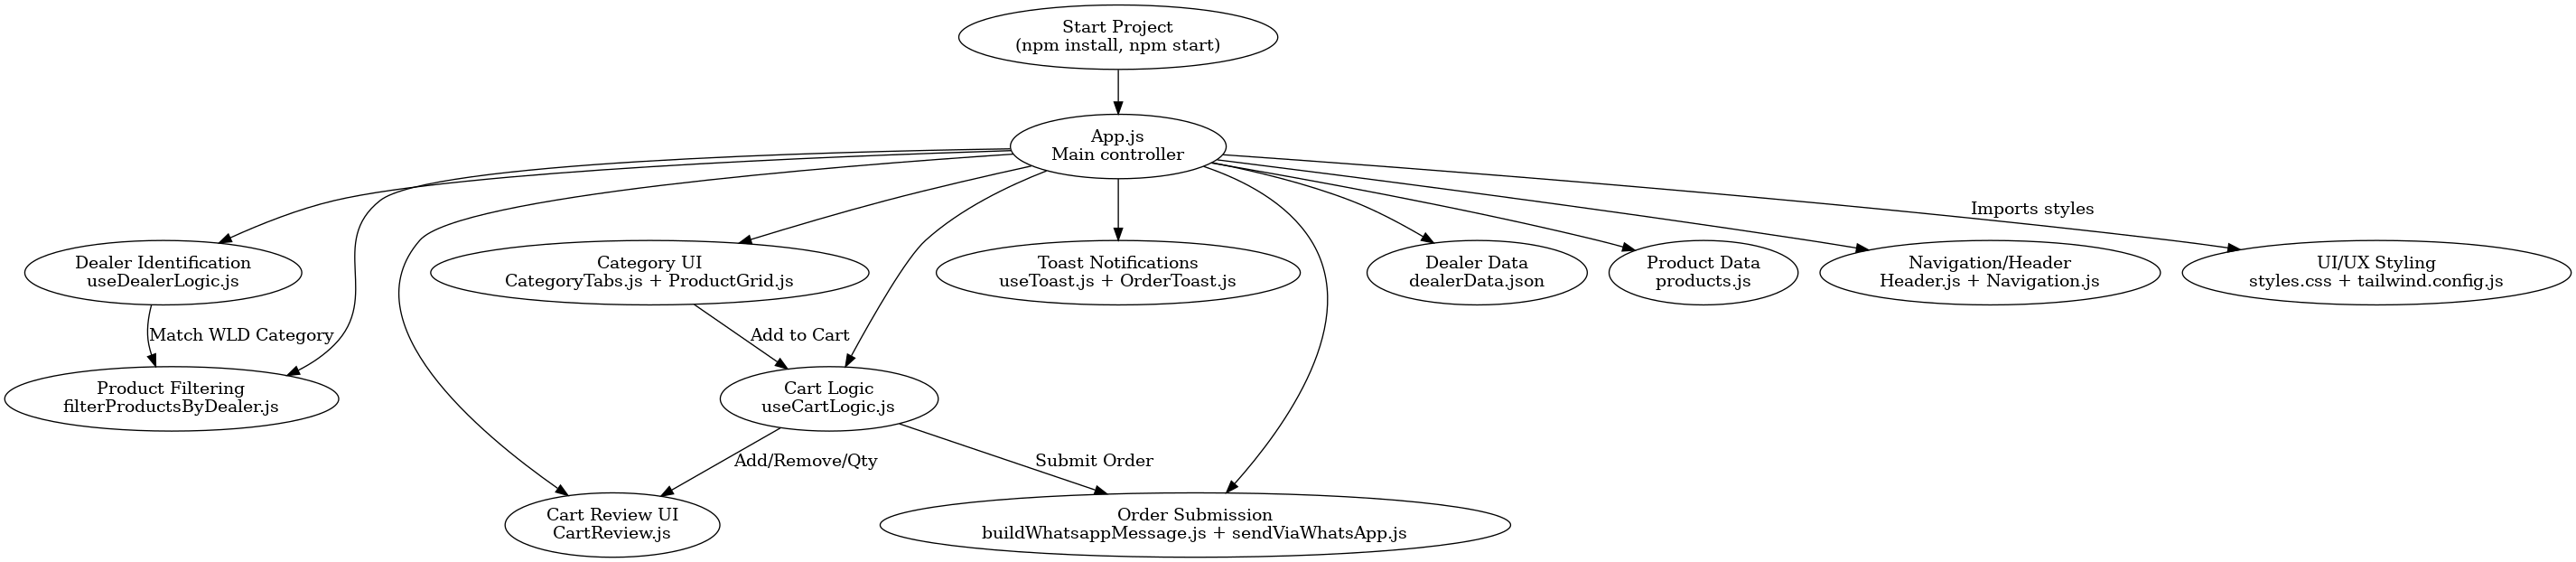 Start Project
(npm install, npm start)
App.js
Main controller
Imports styles
Dealer Identification
useDealerLogic.js
Category UI
CategoryTabs.js + ProductGrid.js
Toast Notifications
useToast.js + OrderToast.js
Dealer Data
dealerData.json
Product Data
products.js
Navigation/Header
Header.js + Navigation.js
UI/UX Styling
styles.css + tailwind.config.js
Match WLD Category
Add to Cart
Product Filtering
filterProductsByDealer.js
Cart Logic
useCartLogic.js
Add/Remove/Qty
Submit Order
Cart Review UI
CartReview.js
Order Submission
buildWhatsappMessage.js + sendViaWhatsApp.js